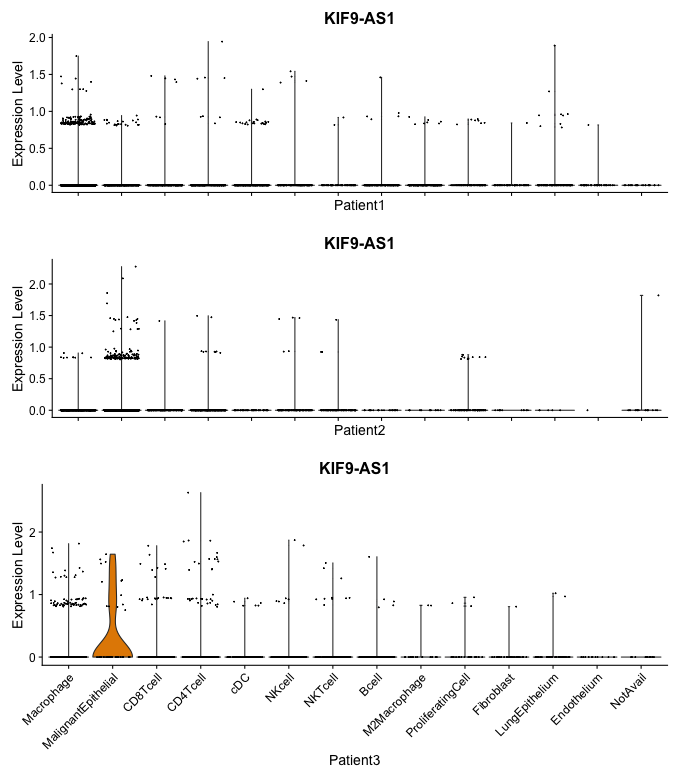 KIF9-AS1
Expression Level
2.0
1.5
1.0
0.5
0.0
Patient1
KIF9-AS1
Expression Level
2.0
1.5
1.0
0.5
0.0
Patient2
KIF9-AS1
Expression Level
2
1
0
Macrophage
MalignantEpithelial
CD8Tcell
CD4Tcell
cDC
NKcell
NKTcell
Bcell
M2Macrophage
ProliferatingCell
Fibroblast
LungEpithelium
Endothelium
NotAvail
Patient3